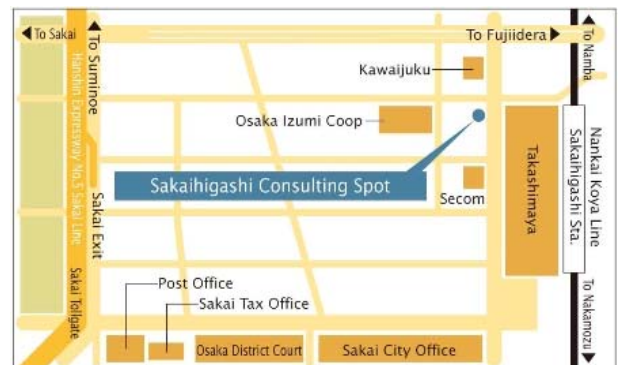 To Sakai
To Suminoe
To Fujiidera
To Namba
Kawaijuku
Hanshin Expressway No.5 Sakai Line
Osaka Izumi Coop
Takashimaya
Sakaihigashi Sta.
Nankai Koya Line
Sakaihigashi Consulting Spot
Secom
Sakai Exit
Sakai Tollgate
Post Office
Sakai Tax Office
To Nakamozu
Osaka District Court
Sakai City Office